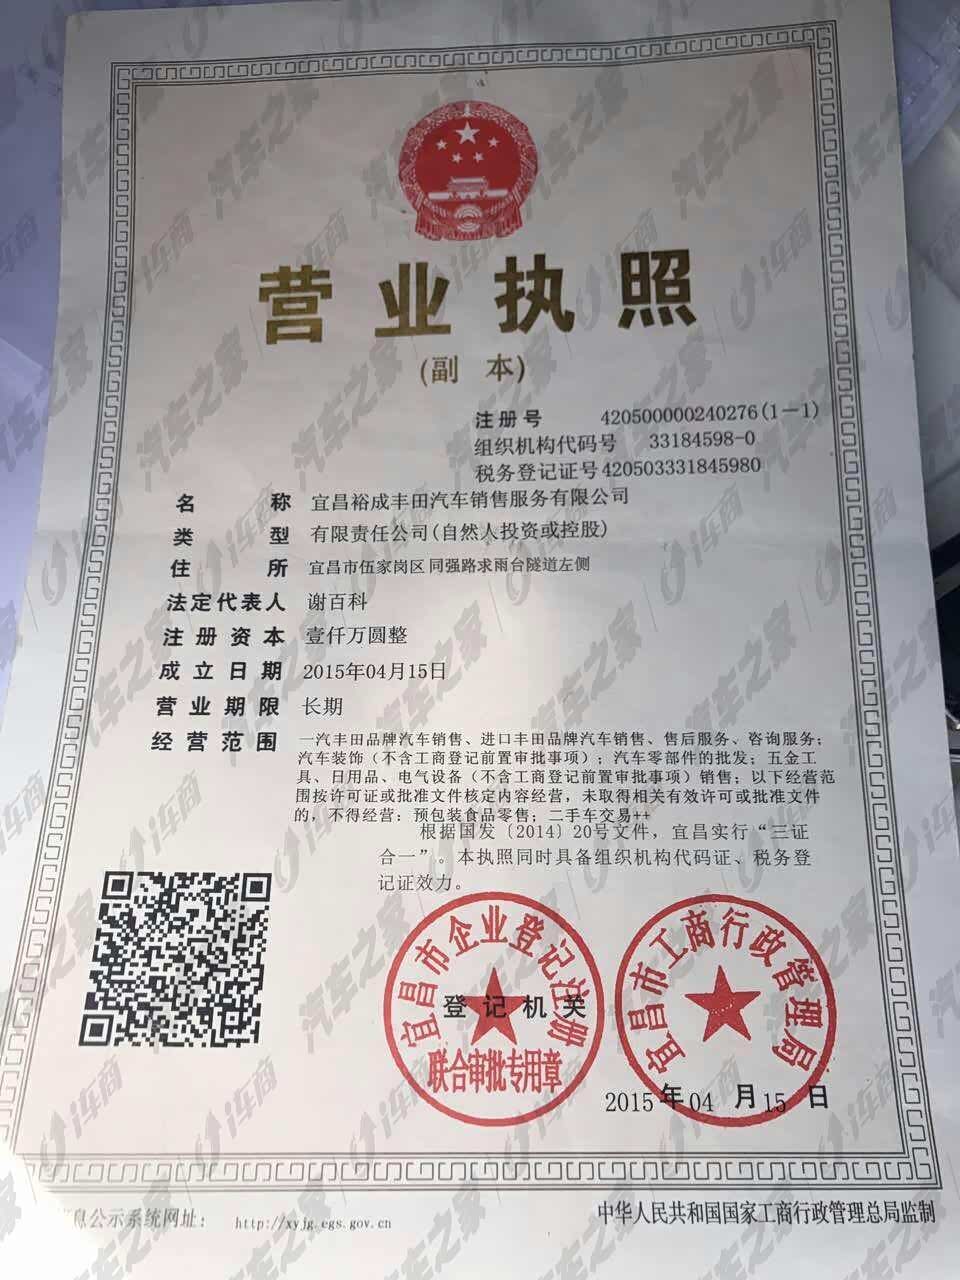 营业执照
(副 本)
注册号 420500000240276(1-1)
组织机构代码号 33184598-0
税务登记证号420503331845980
名称 宜昌裕成丰田汽车销售服务有限公司
类型 有限责任公司(自然人投资或控股)
住所 宜昌市伍家岗区同强路求雨台隧道左侧
法定代表人 谢百科
注册资本 壹仟万圆整
成立日期 2015年04月15日
营业期限 长期
经营范围 一汽丰田品牌汽车销售、进口丰田品牌汽车销售、售后服务、咨询服务；
汽车装饰（不含工商登记前置审批事项）；汽车零部件的批发；五金工
具、日用品、电气设备（不含工商登记前置审批事项）销售；以下经营范
围按许可证或批准文件核定内容经营，未取得相关有效许可或批准文件
的，不得经营：预包装食品零售；二手车交易++
根据国发〔2014〕20号文件，宜昌实行“三证
合一”。本执照同时具备组织机构代码证、税务登
记证效力。
宜昌市企业登记注册
联合审批专用章
登记机关
宜昌市工商行政管理局
2015年04月15日
息公示系统网址： http://xyjg.egs.gov.cn
中华人民共和国国家工商行政管理总局监制
汽车之家 i车商